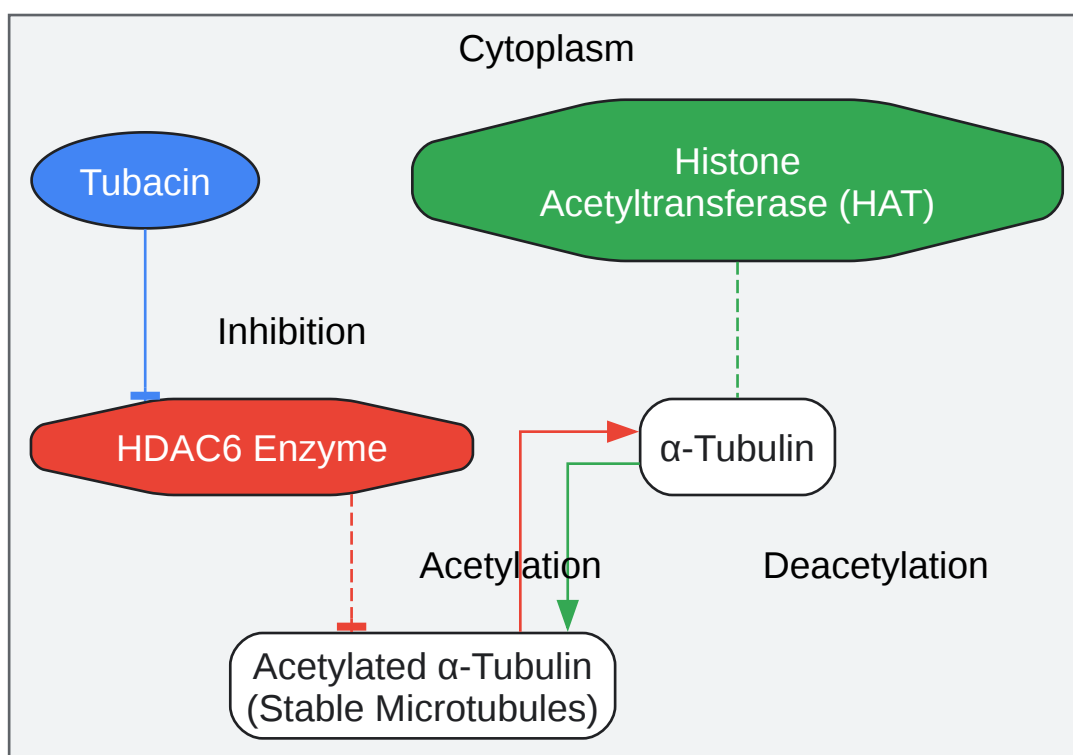 Cytoplasm
Tubacin
Histone
Acetyltransferase (HAT)
Inhibition
HDAC6 Enzyme
α-Tubulin
Acetylation
Deacetylation
Acetylated α-Tubulin
(Stable Microtubules)